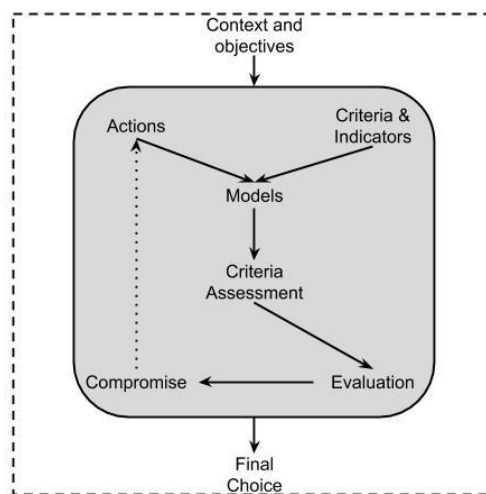 Context and
objectives
Actions
Criteria &
Indicators
Models
Criteria
Assessment
Compromise
Evaluation
Final
Choice